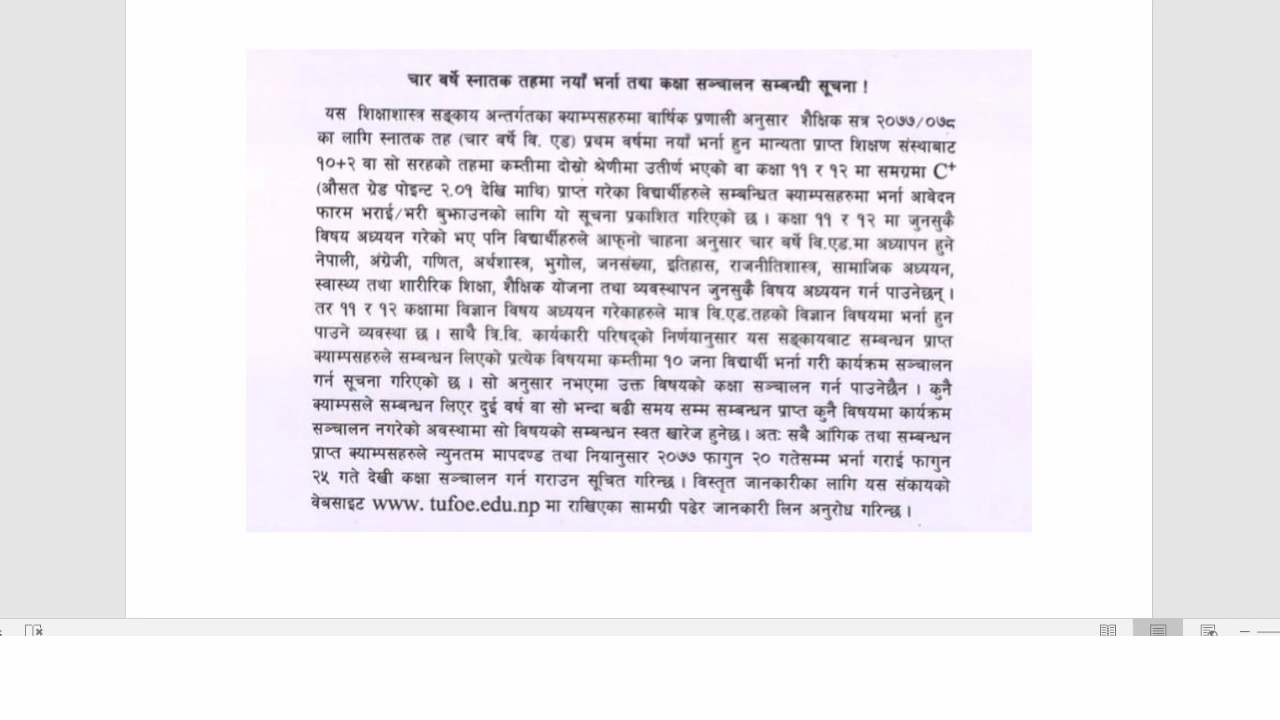 चार वर्षे स्नातक तहमा नयाँ भर्ना तथा कक्षा सञ्चालन सम्बन्धी सूचना !
यस शिक्षाशास्त्र सङ्काय अन्तर्गतका क्याम्पसहरुमा वार्षिक प्रणाली अनुसार शैक्षिक सत्र २०७७/०७८
का लागि स्नातक तह (चार वर्षे वि. एड) प्रथम वर्षमा नयाँ भर्ना हुन मान्यता प्राप्त शिक्षण संस्थाबाट
१०+२ वा सो सरहको तहमा कम्तीमा दोस्रो श्रेणीमा उतीर्ण भएको वा कक्षा ११ र १२ मा समग्रमा C⁺
(औसत ग्रेड पोइन्ट २.०१ देखि माथि) प्राप्त गरेका विद्यार्थीहरुले सम्बन्धित क्याम्पसहरुमा भर्ना आवेदन
फारम भराई/भरी बुझाउनको लागि यो सूचना प्रकाशित गरिएको छ । कक्षा ११ र १२ मा जुनसुकै
विषय अध्ययन गरेको भए पनि विद्यार्थीहरुले आफ्नो चाहना अनुसार चार वर्षे वि.एड.मा अध्यापन हुने
नेपाली, अंग्रेजी, गणित, अर्थशास्त्र, भुगोल, जनसंख्या, इतिहास, राजनीतिशास्त्र, सामाजिक अध्ययन,
स्वास्थ्य तथा शारीरिक शिक्षा, शैक्षिक योजना तथा व्यवस्थापन जुनसुकै विषय अध्ययन गर्न पाउनेछन् ।
तर ११ र १२ कक्षामा विज्ञान विषय अध्ययन गरेकाहरुले मात्र वि.एड.तहको विज्ञान विषयमा भर्ना हुन
पाउने व्यवस्था छ । साथै त्रि.वि. कार्यकारी परिषद्को निर्णयानुसार यस सङ्कायबाट सम्बन्धन प्राप्त
क्याम्पसहरुले सम्बन्धन लिएको प्रत्येक विषयमा कम्तीमा १० जना विद्यार्थी भर्ना गरी कार्यक्रम सञ्चालन
गर्न सूचना गरिएको छ । सो अनुसार नभएमा उक्त विषयको कक्षा सञ्चालन गर्न पाउनेछैन । कुनै
क्याम्पसले सम्बन्धन लिएर दुई वर्ष वा सो भन्दा बढी समय सम्म सम्बन्धन प्राप्त कुनै विषयमा कार्यक्रम
सञ्चालन नगरेको अवस्थामा सो विषयको सम्बन्धन स्वत खारेज हुनेछ । अतः सबै आंगिक तथा सम्बन्धन
प्राप्त क्याम्पसहरुले न्युनतम मापदण्ड तथा नियानुसार २०७७ फागुन २० गतेसम्म भर्ना गराई फागुन
२५ गते देखी कक्षा सञ्चालन गर्न गराउन सूचित गरिन्छ । विस्तृत जानकारीका लागि यस संकायको
वेबसाइट www. tufoe.edu.np मा राखिएका सामग्री पढेर जानकारी लिन अनुरोध गरिन्छ ।